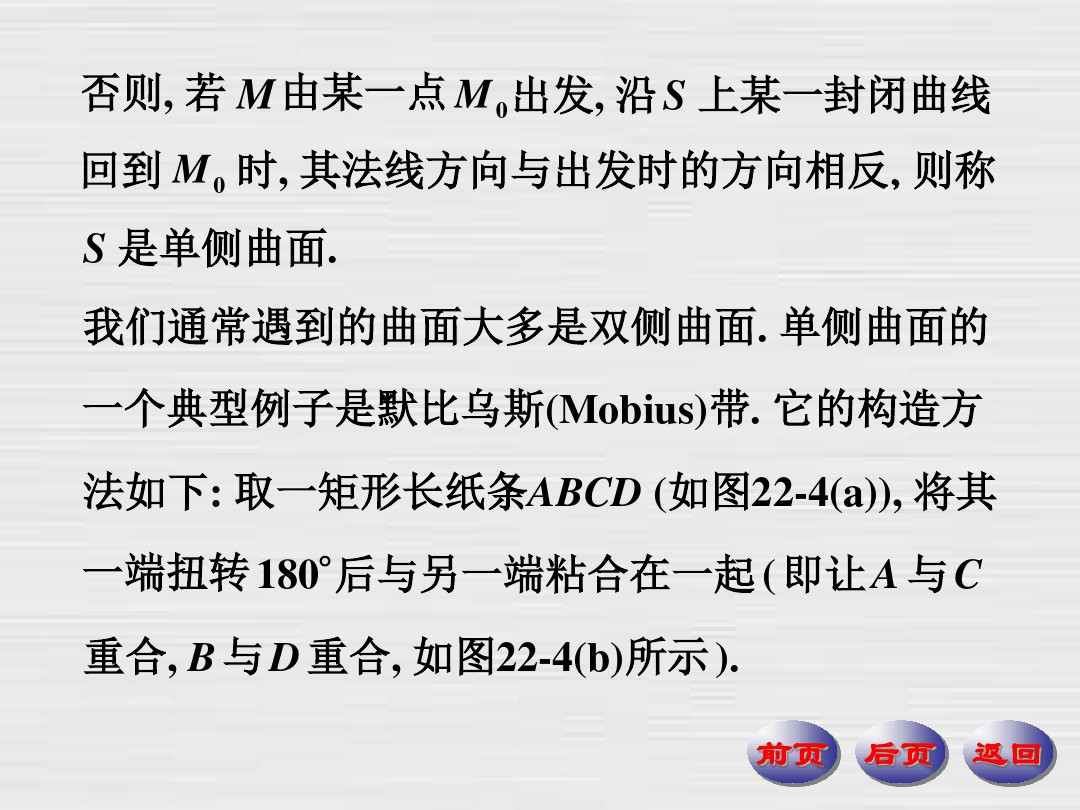 否则, 若 M 由某一点 M₀ 出发, 沿 S 上某一封闭曲线
回到 M₀ 时, 其法线方向与出发时的方向相反, 则称
S 是单侧曲面.
我们通常遇到的曲面大多是双侧曲面. 单侧曲面的
一个典型例子是默比乌斯(Mobius)带. 它的构造方
法如下: 取一矩形长纸条ABCD (如图22-4(a)), 将其
一端扭转 180°后与另一端粘合在一起 ( 即让 A 与 C
重合, B 与 D 重合, 如图22-4(b)所示 ).
前页 后页 返回